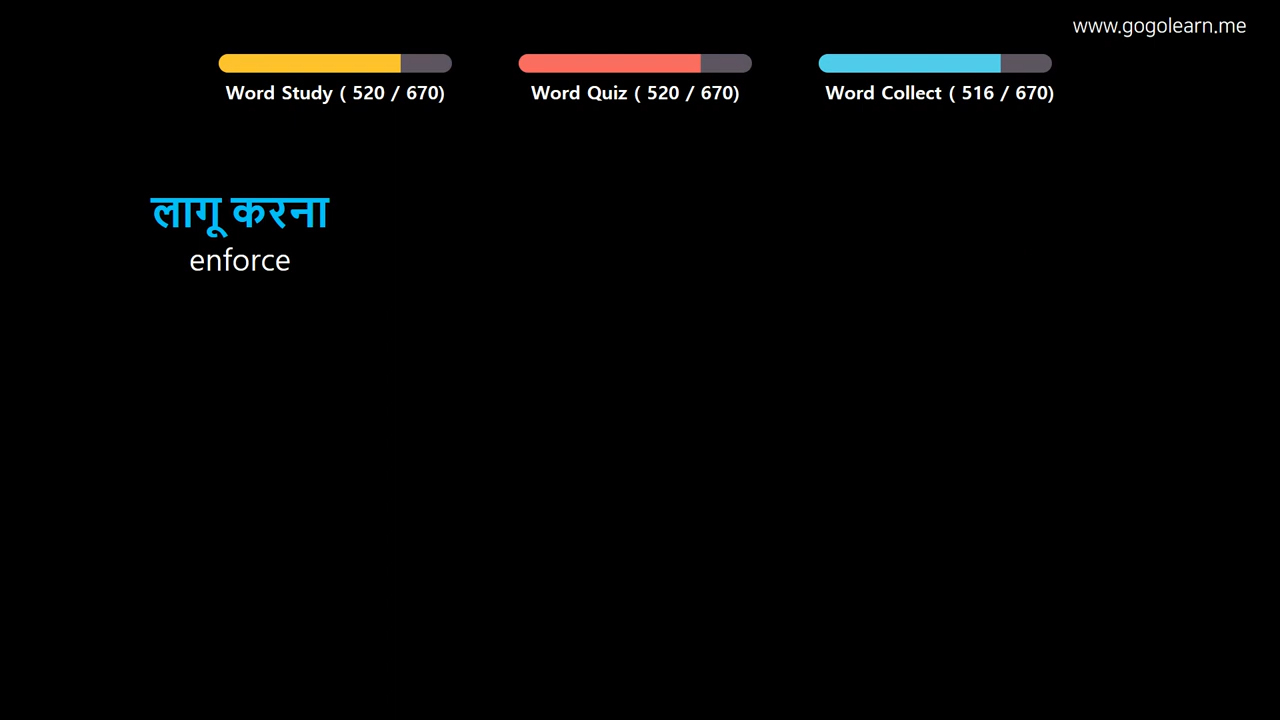 www.gogolearn.me
Word Study ( 520 / 670)
Word Quiz ( 520 / 670)
Word Collect ( 516 / 670)
लागू करना
enforce